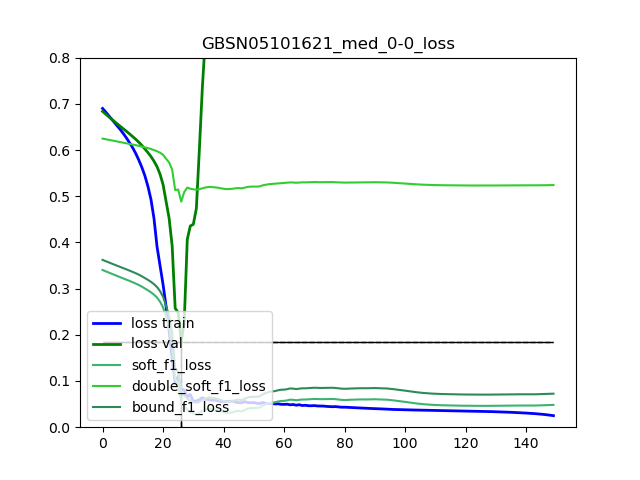 GBSN05101621_med_0-0_loss
0.8
0.7
0.6
0.5
0.4
0.3
0.2
0.1
0.0
loss train
loss val
soft_f1_loss
double_soft_f1_loss
bound_f1_loss
0 20 40 60 80 100 120 140